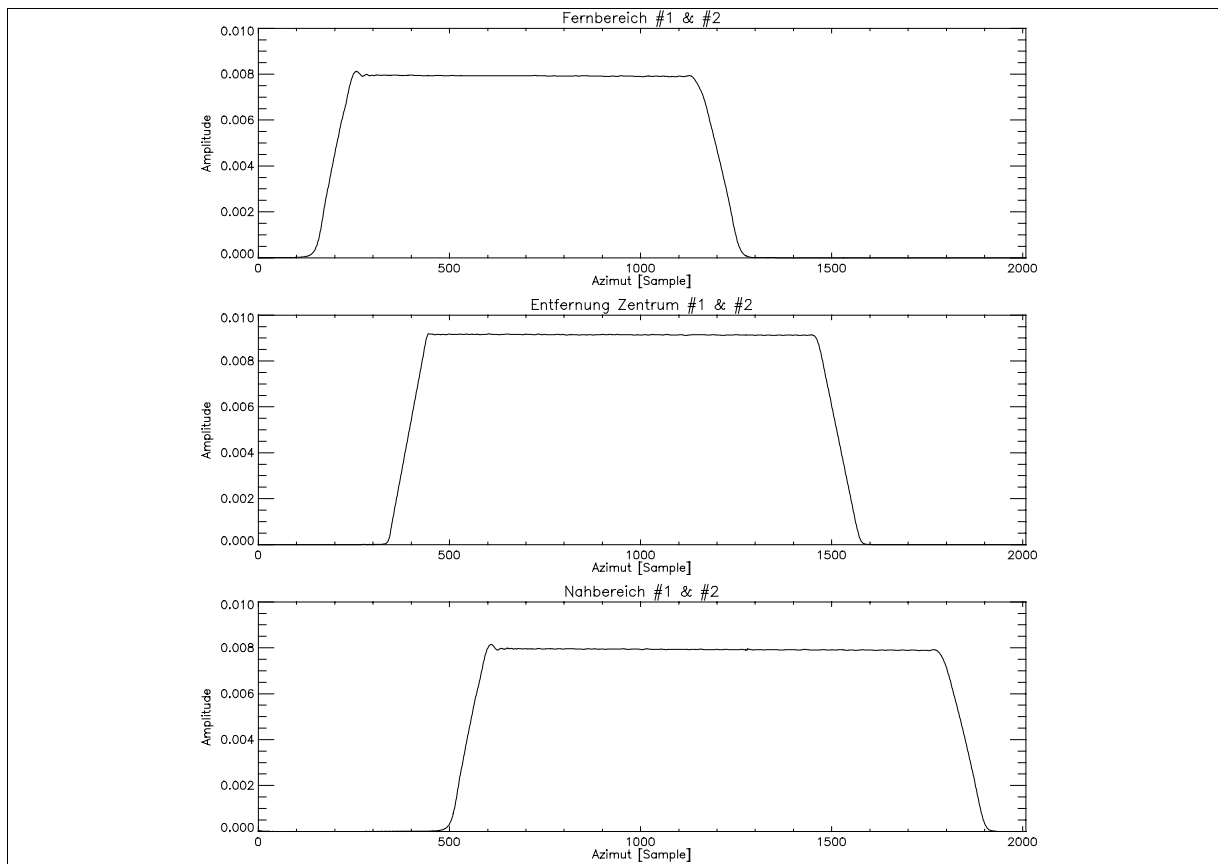 Fernbereich #1 & #2
0.010
0.008
0.006
0.004
0.002
0.000
Amplitude
0 500 1000 1500 2000
Azimut [Sample]
Entfernung Zentrum #1 & #2
0.010
0.008
0.006
0.004
0.002
0.000
Amplitude
0 500 1000 1500 2000
Azimut [Sample]
Nahbereich #1 & #2
0.010
0.008
0.006
0.004
0.002
0.000
Amplitude
0 500 1000 1500 2000
Azimut [Sample]